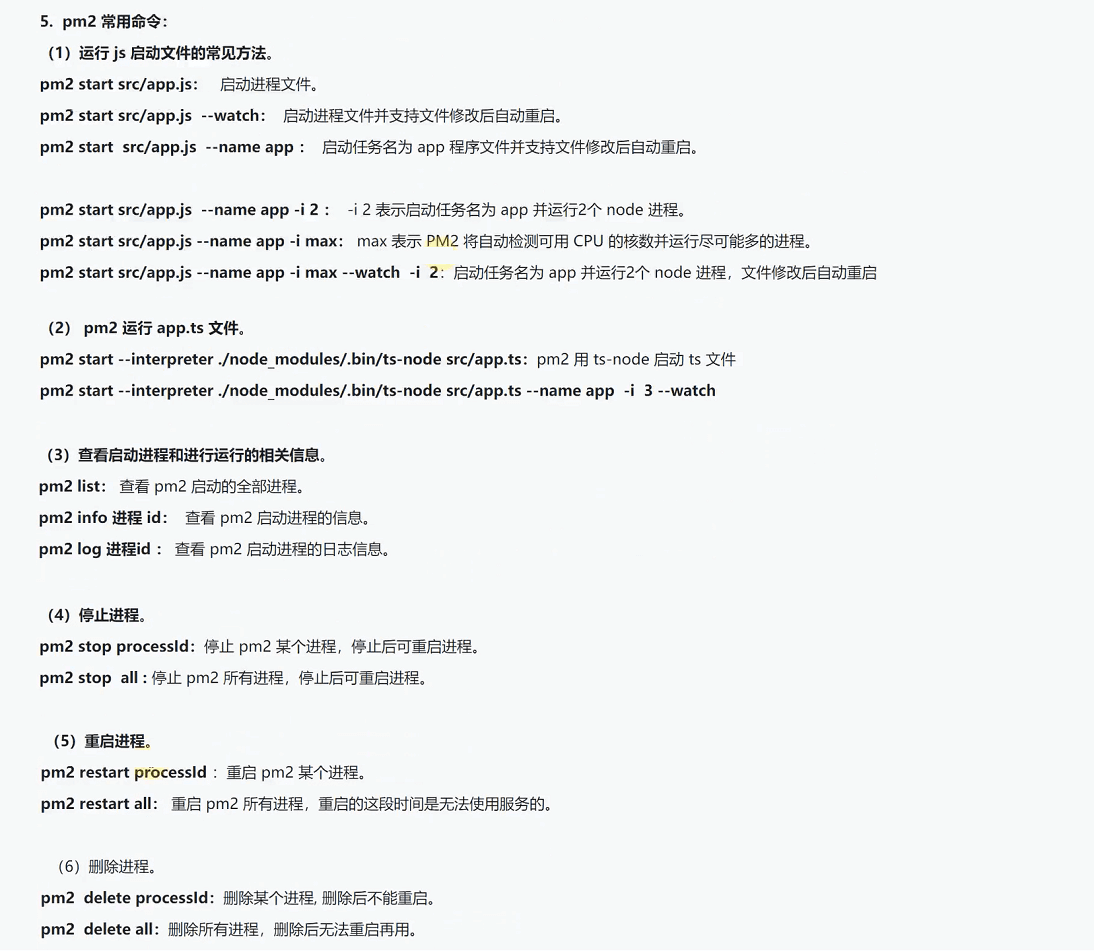 5.  pm2 常用命令：
（1）运行 js 启动文件的常见方法。
pm2 start src/app.js：  启动进程文件。
pm2 start src/app.js  --watch：  启动进程文件并支持文件修改后自动重启。
pm2 start  src/app.js  --name app ：  启动任务名为 app 程序文件并支持文件修改后自动重启。
pm2 start src/app.js  --name app -i 2 ：  -i 2 表示启动任务名为 app 并运行2个 node 进程。
pm2 start src/app.js --name app -i max：  max 表示 PM2 将自动检测可用 CPU 的核数并运行尽可能多的进程。
pm2 start src/app.js --name app -i max --watch  -i  2：启动任务名为 app 并运行2个 node 进程，文件修改后自动重启
（2） pm2 运行 app.ts 文件。
pm2 start --interpreter ./node_modules/.bin/ts-node src/app.ts：pm2 用 ts-node 启动 ts 文件
pm2 start --interpreter ./node_modules/.bin/ts-node src/app.ts --name app  -i  3 --watch
（3）查看启动进程和进行运行的相关信息。
pm2 list：  查看 pm2 启动的全部进程。
pm2 info 进程 id：  查看 pm2 启动进程的信息。
pm2 log 进程id ：  查看 pm2 启动进程的日志信息。
（4）停止进程。
pm2 stop processId：停止 pm2 某个进程，停止后可重启进程。
pm2 stop  all : 停止 pm2 所有进程，停止后可重启进程。
（5）重启进程。
pm2 restart processId ：重启 pm2 某个进程。
pm2 restart all：  重启 pm2 所有进程，重启的这段时间是无法使用服务的。
（6）删除进程。
pm2  delete processId：删除某个进程, 删除后不能重启。
pm2  delete all：删除所有进程，删除后无法重启再用。